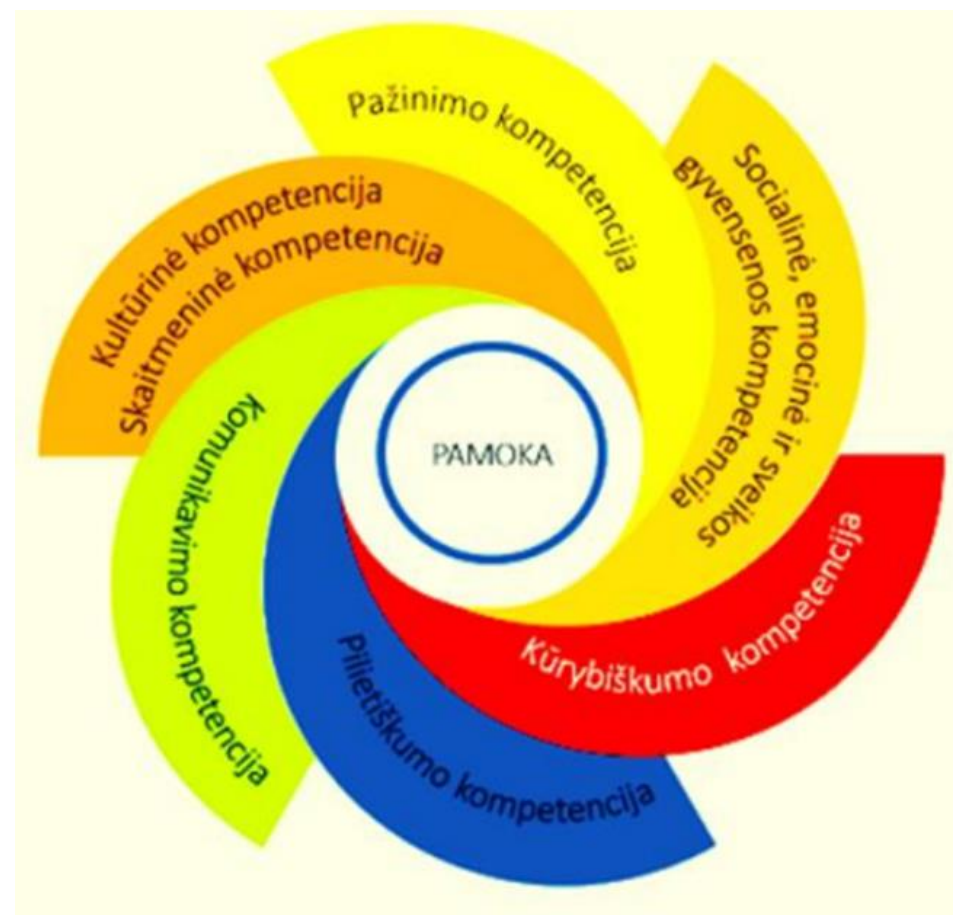 Pažinimo kompetencija
Socialinė, emocinė ir sveikos
gyvensenos kompetencija
Kūrybiškumo kompetencija
Pilietiškumo kompetencija
Komunikavimo kompetencija
Kultūrinė kompetencija
Skaitmeninė kompetencija
PAMOKA